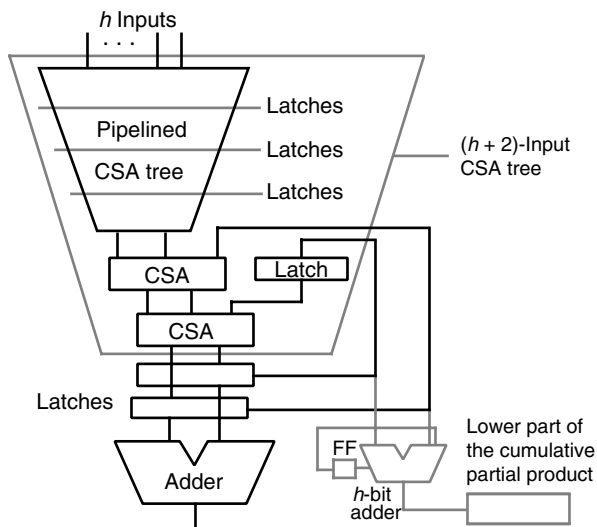 h Inputs
. . .
Latches
Pipelined
Latches
(h + 2)-Input
CSA tree
CSA tree
Latches
CSA
Latch
CSA
Latches
Lower part of
the cumulative
partial product
FF
Adder
h-bit
adder